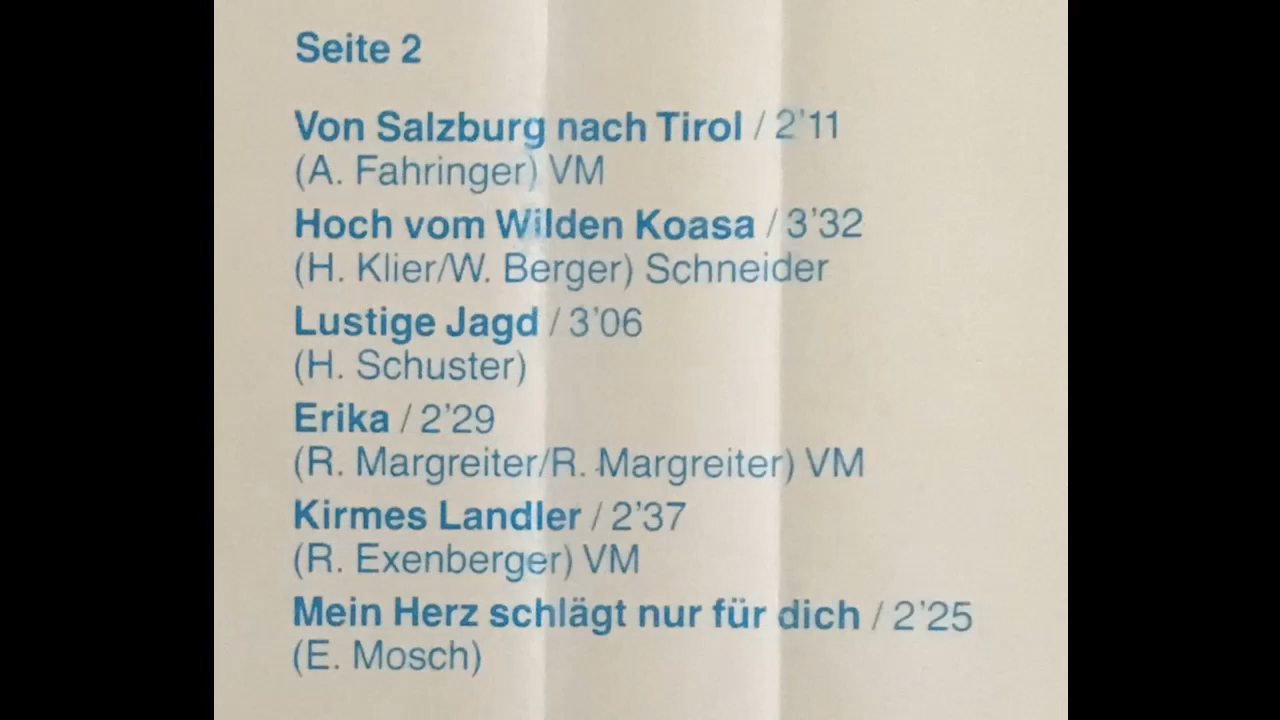 Seite 2
Von Salzburg nach Tirol / 2'11
(A. Fahringer) VM
Hoch vom Wilden Koasa / 3'32
(H. Klier/W. Berger) Schneider
Lustige Jagd / 3'06
(H. Schuster)
Erika / 2'29
(R. Margreiter/R. Margreiter) VM
Kirmes Landler / 2'37
(R. Exenberger) VM
Mein Herz schlägt nur für dich / 2'25
(E. Mosch)